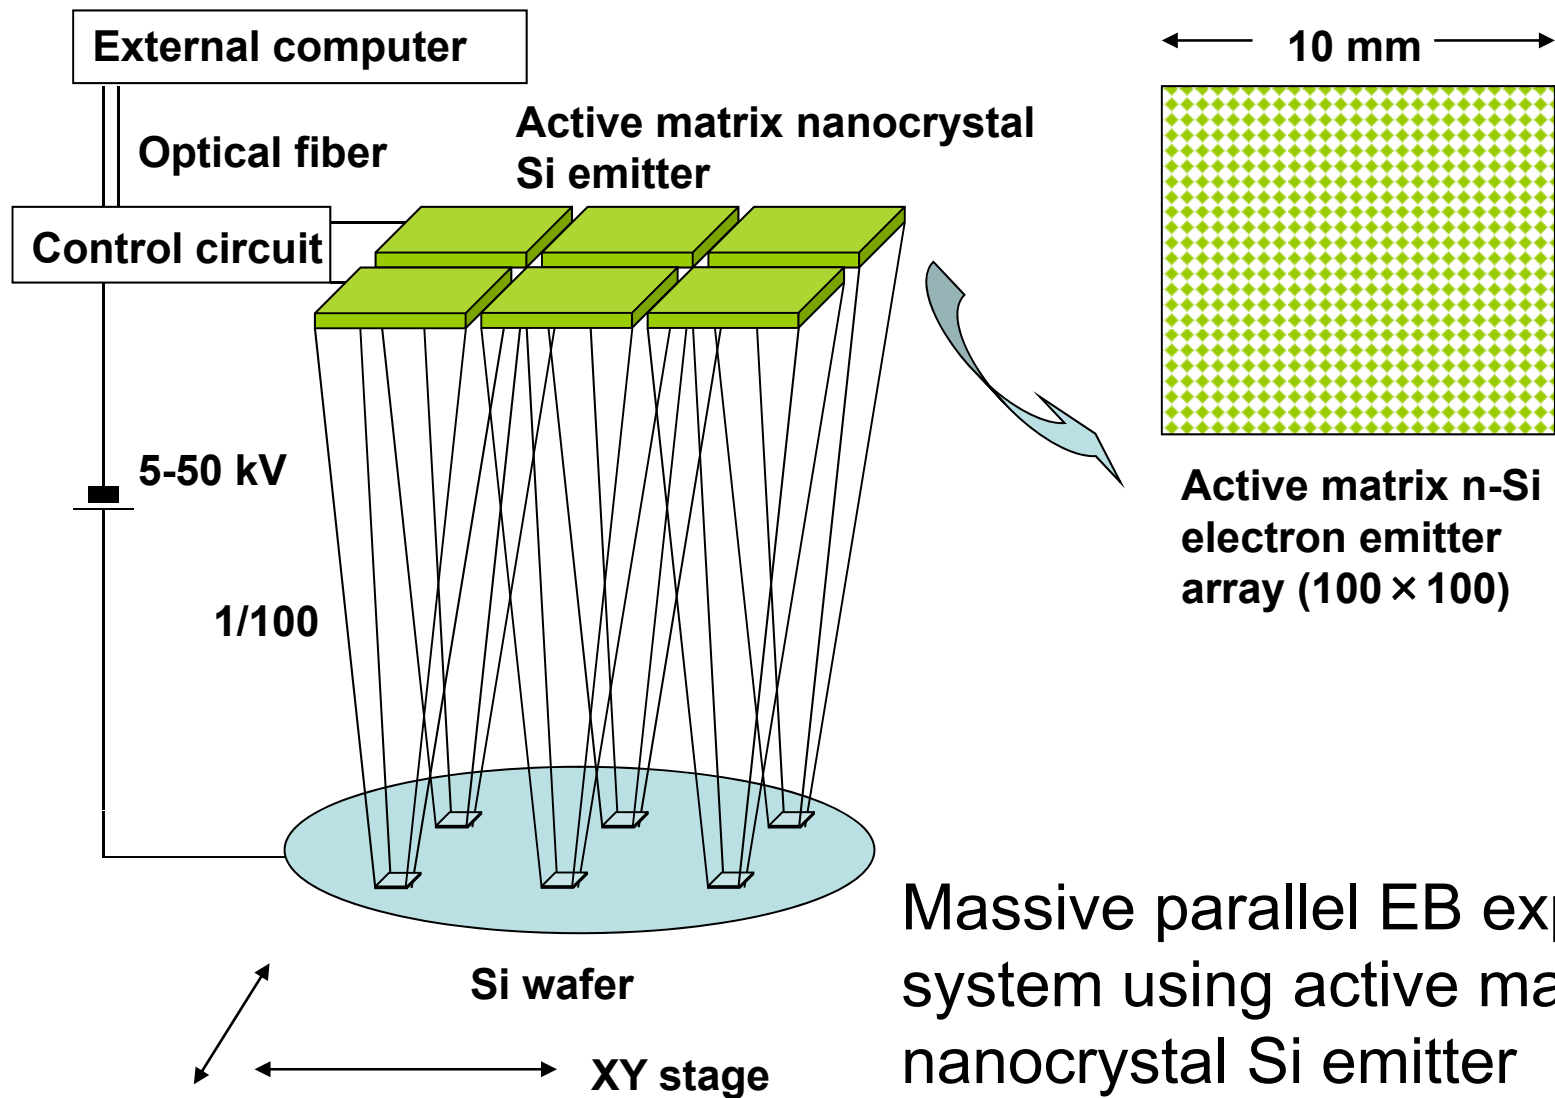 External computer
10 mm
Optical fiber
Active matrix nanocrystal
Si emitter
Control circuit
5-50 kV
Active matrix n-Si
electron emitter
array (100×100)
1/100
Massive parallel EB
system using active
nanocrystal Si emitter
Si wafer
XY stage